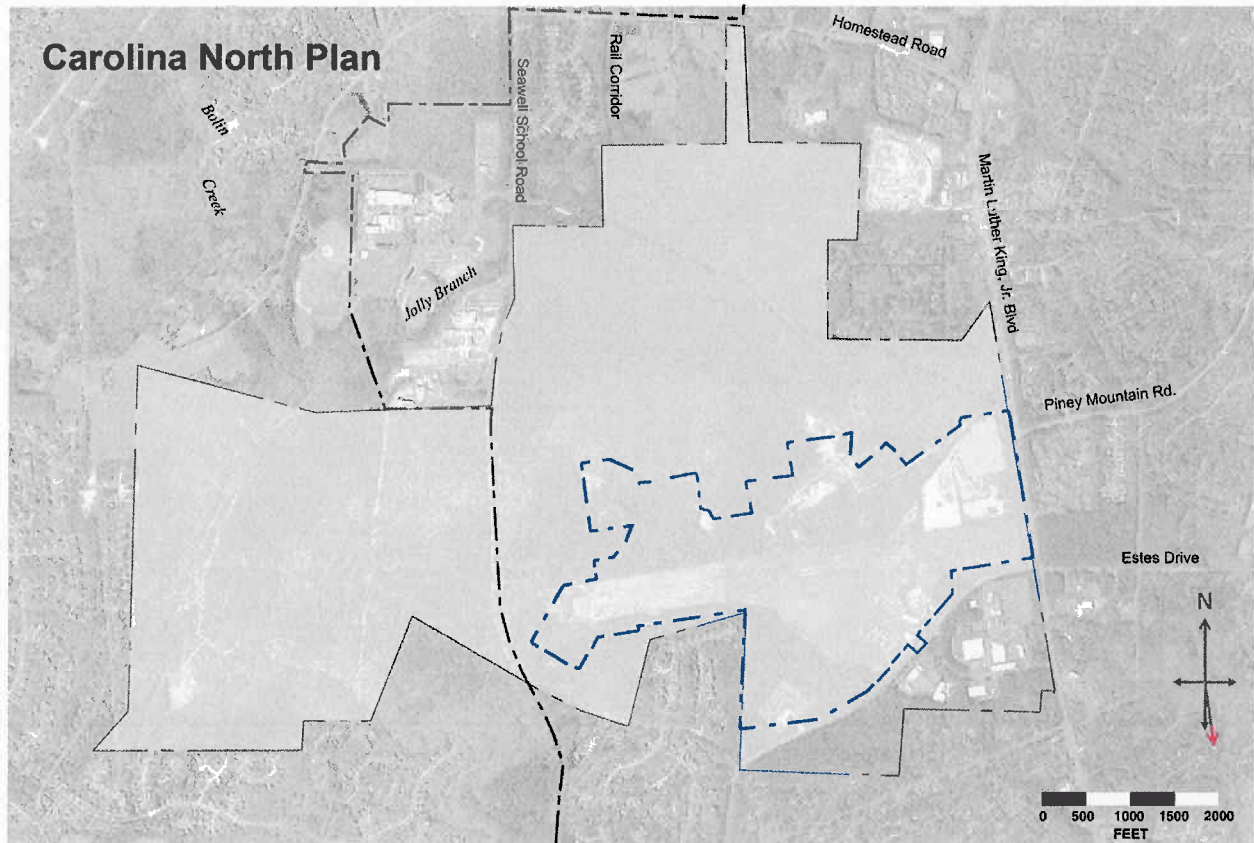 Carolina North Plan
Homestead Road
Rail Corridor
Seawell School Road
Bolin
Creek
Jolly Branch
Martin Luther King, Jr. Blvd
Piney Mountain Rd.
Estes Drive
N
0 500 1000 1500 2000
FEET